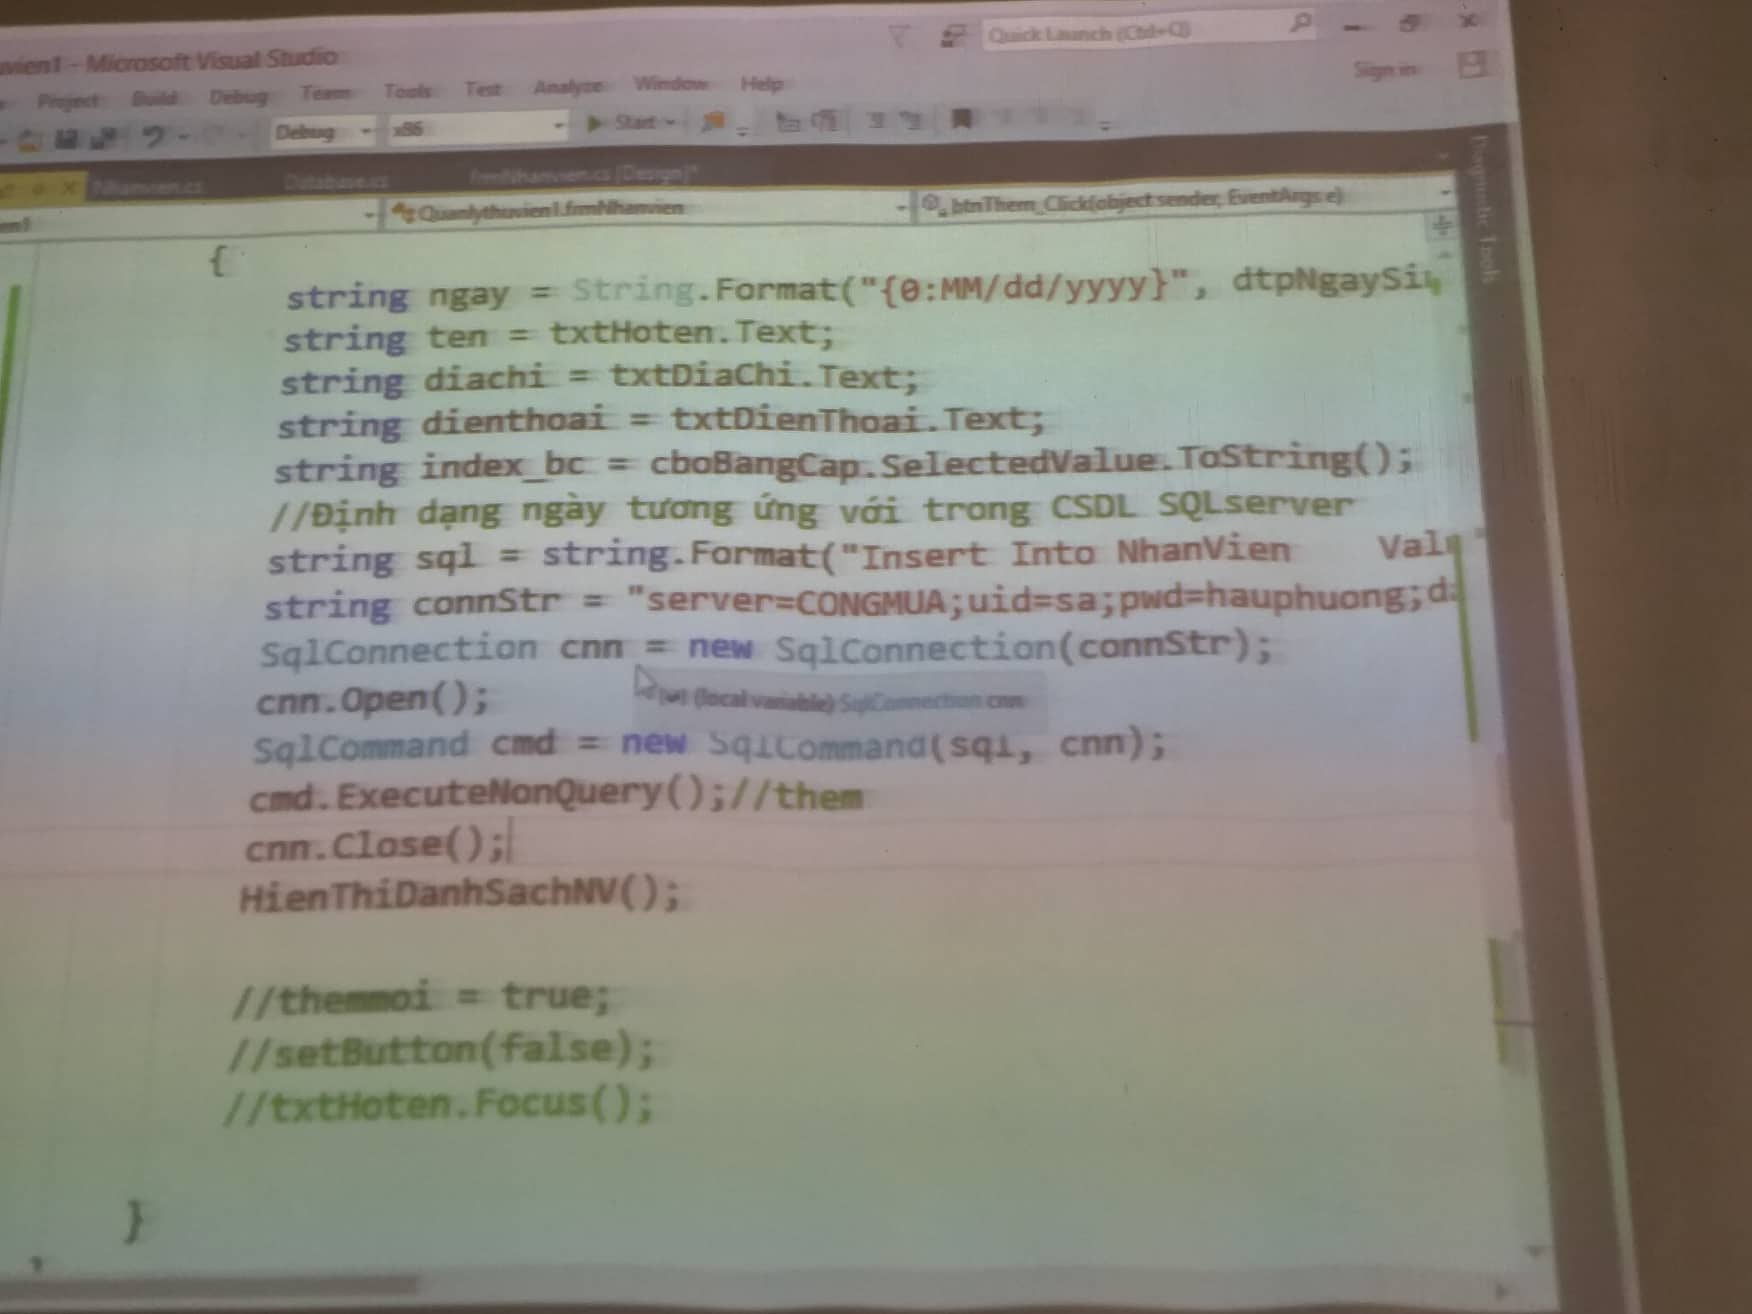 Quick Launch (Ctrl+Q)
- Microsoft Visual Studio
Sign in
Project Build Debug Team Tools Test Analyze Window Help
Debug x86 Start
Nhanvien.cs Database.cs frmNhanvien.cs [Design]*
Quanlythuvien1.frmNhanvien btnThem_Click(object sender, EventArgs e)
Diagnostic Tools
{
string ngay = String.Format("{0:MM/dd/yyyy}", dtpNgaySi
string ten = txtHoten.Text;
string diachi = txtDiaChi.Text;
string dienthoai = txtDienThoai.Text;
string index_bc = cboBangCap.SelectedValue.ToString();
//Định dạng ngày tương ứng với trong CSDL SQLserver
string sql = string.Format("Insert Into NhanVien Val
string connStr = "server=CONGMUA;uid=sa;pwd=hauphuong;da
SqlConnection cnn = new SqlConnection(connStr);
cnn.Open();
(local variable) SqlConnection cnn
SqlCommand cmd = new SqlCommand(sql, cnn);
cmd.ExecuteNonQuery();//them
cnn.Close();
HienThiDanhSachNV();
//themmoi = true;
//setButton(false);
//txtHoten.Focus();
}